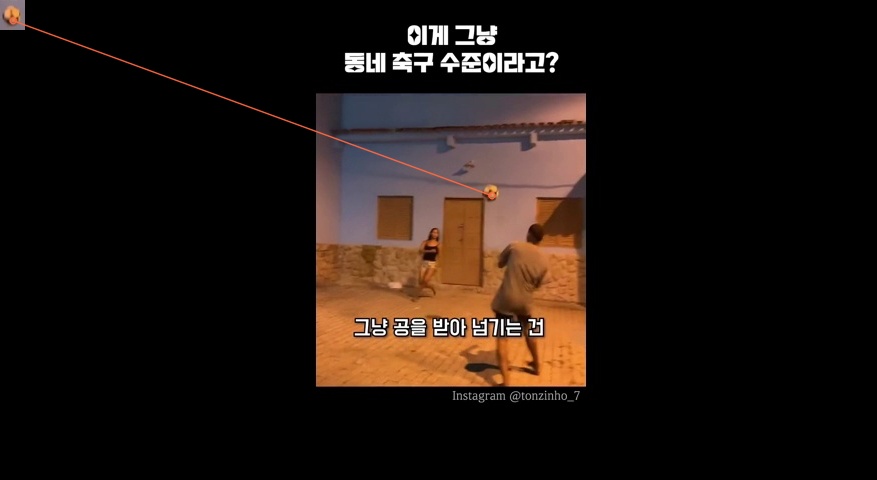 이게 그냥
동네 축구 수준이라고?
그냥 공을 받아 넘기는 건
Instagram @tonzinho_7